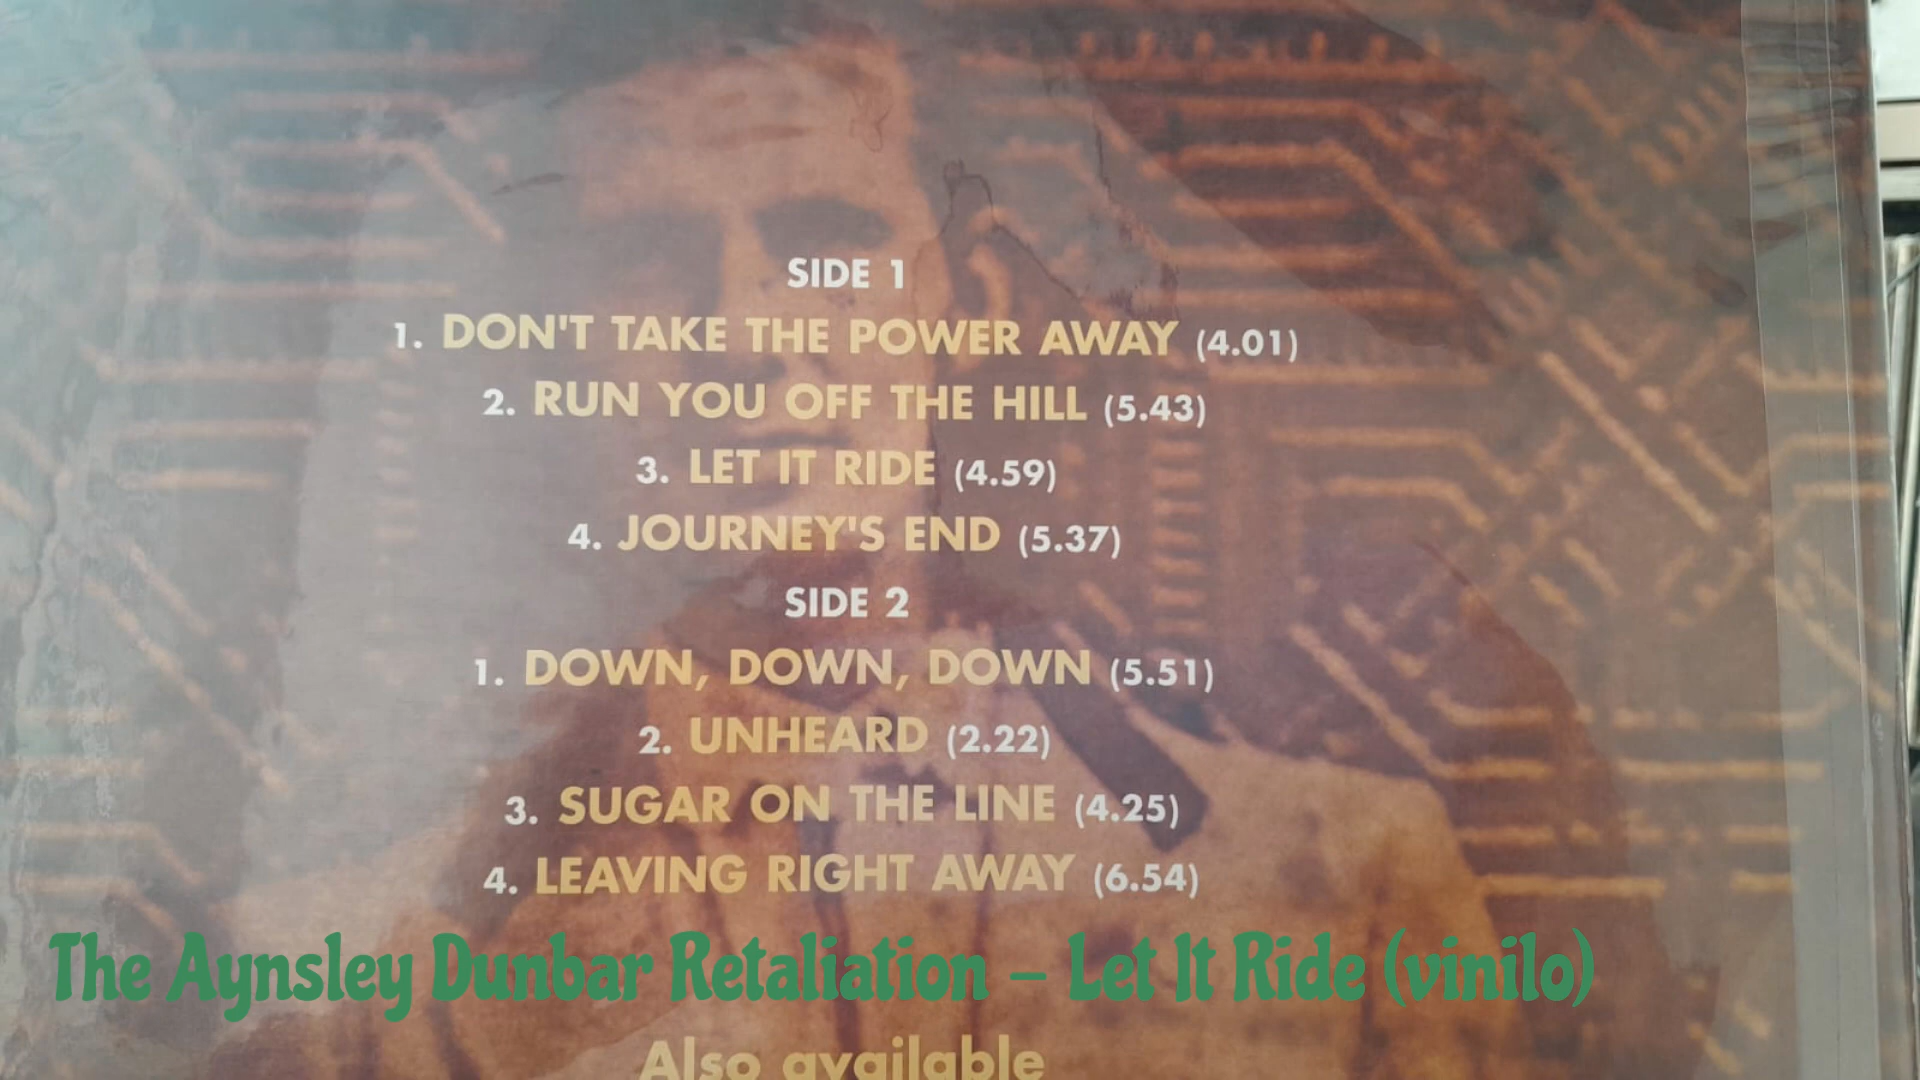 SIDE 1
1. DON'T TAKE THE POWER AWAY (4.01)
2. RUN YOU OFF THE HILL (5.43)
3. LET IT RIDE (4.59)
4. JOURNEY'S END (5.37)
SIDE 2
1. DOWN, DOWN, DOWN (5.51)
2. UNHEARD (2.22)
3. SUGAR ON THE LINE (4.25)
4. LEAVING RIGHT AWAY (6.54)
The Aynsley Dunbar Retaliation – Let It Ride (vinilo)
Also available